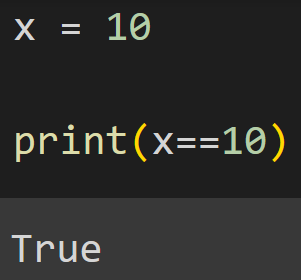 x = 10
print(x==10)
True